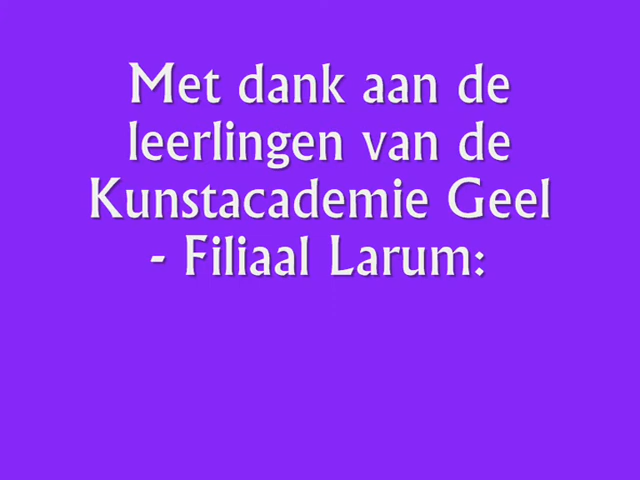 Met dank aan de
leerlingen van de
Kunstacademie Geel
- Filiaal Larum: